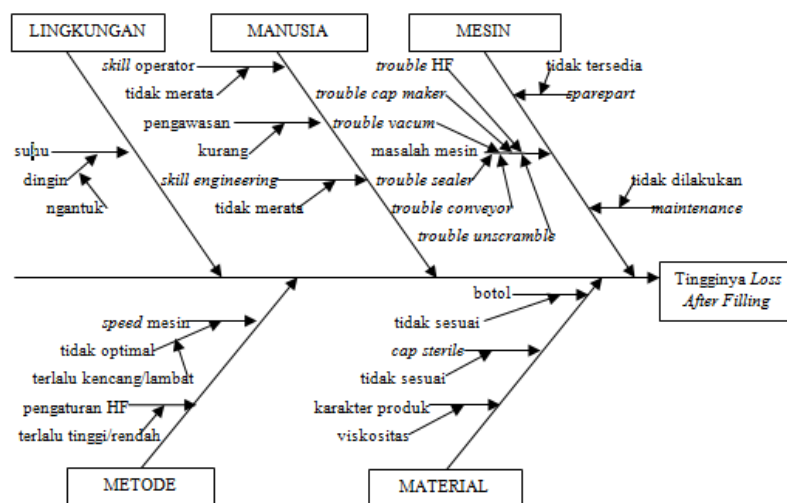 LINGKUNGAN
MANUSIA
MESIN
skill operator
tidak merata
pengawasan
kurang
skill engineering
tidak merata
suhu
dingin
ngantuk
trouble HF
trouble cap maker
trouble vacum
masalah mesin
trouble sealer
trouble conveyor
trouble unscramble
tidak tersedia
sparepart
tidak dilakukan
maintenance
Tingginya Loss
After Filling
speed mesin
tidak optimal
terlalu kencang/lambat
pengaturan HF
terlalu tinggi/rendah
botol
tidak sesuai
cap sterile
tidak sesuai
karakter produk
viskositas
METODE
MATERIAL